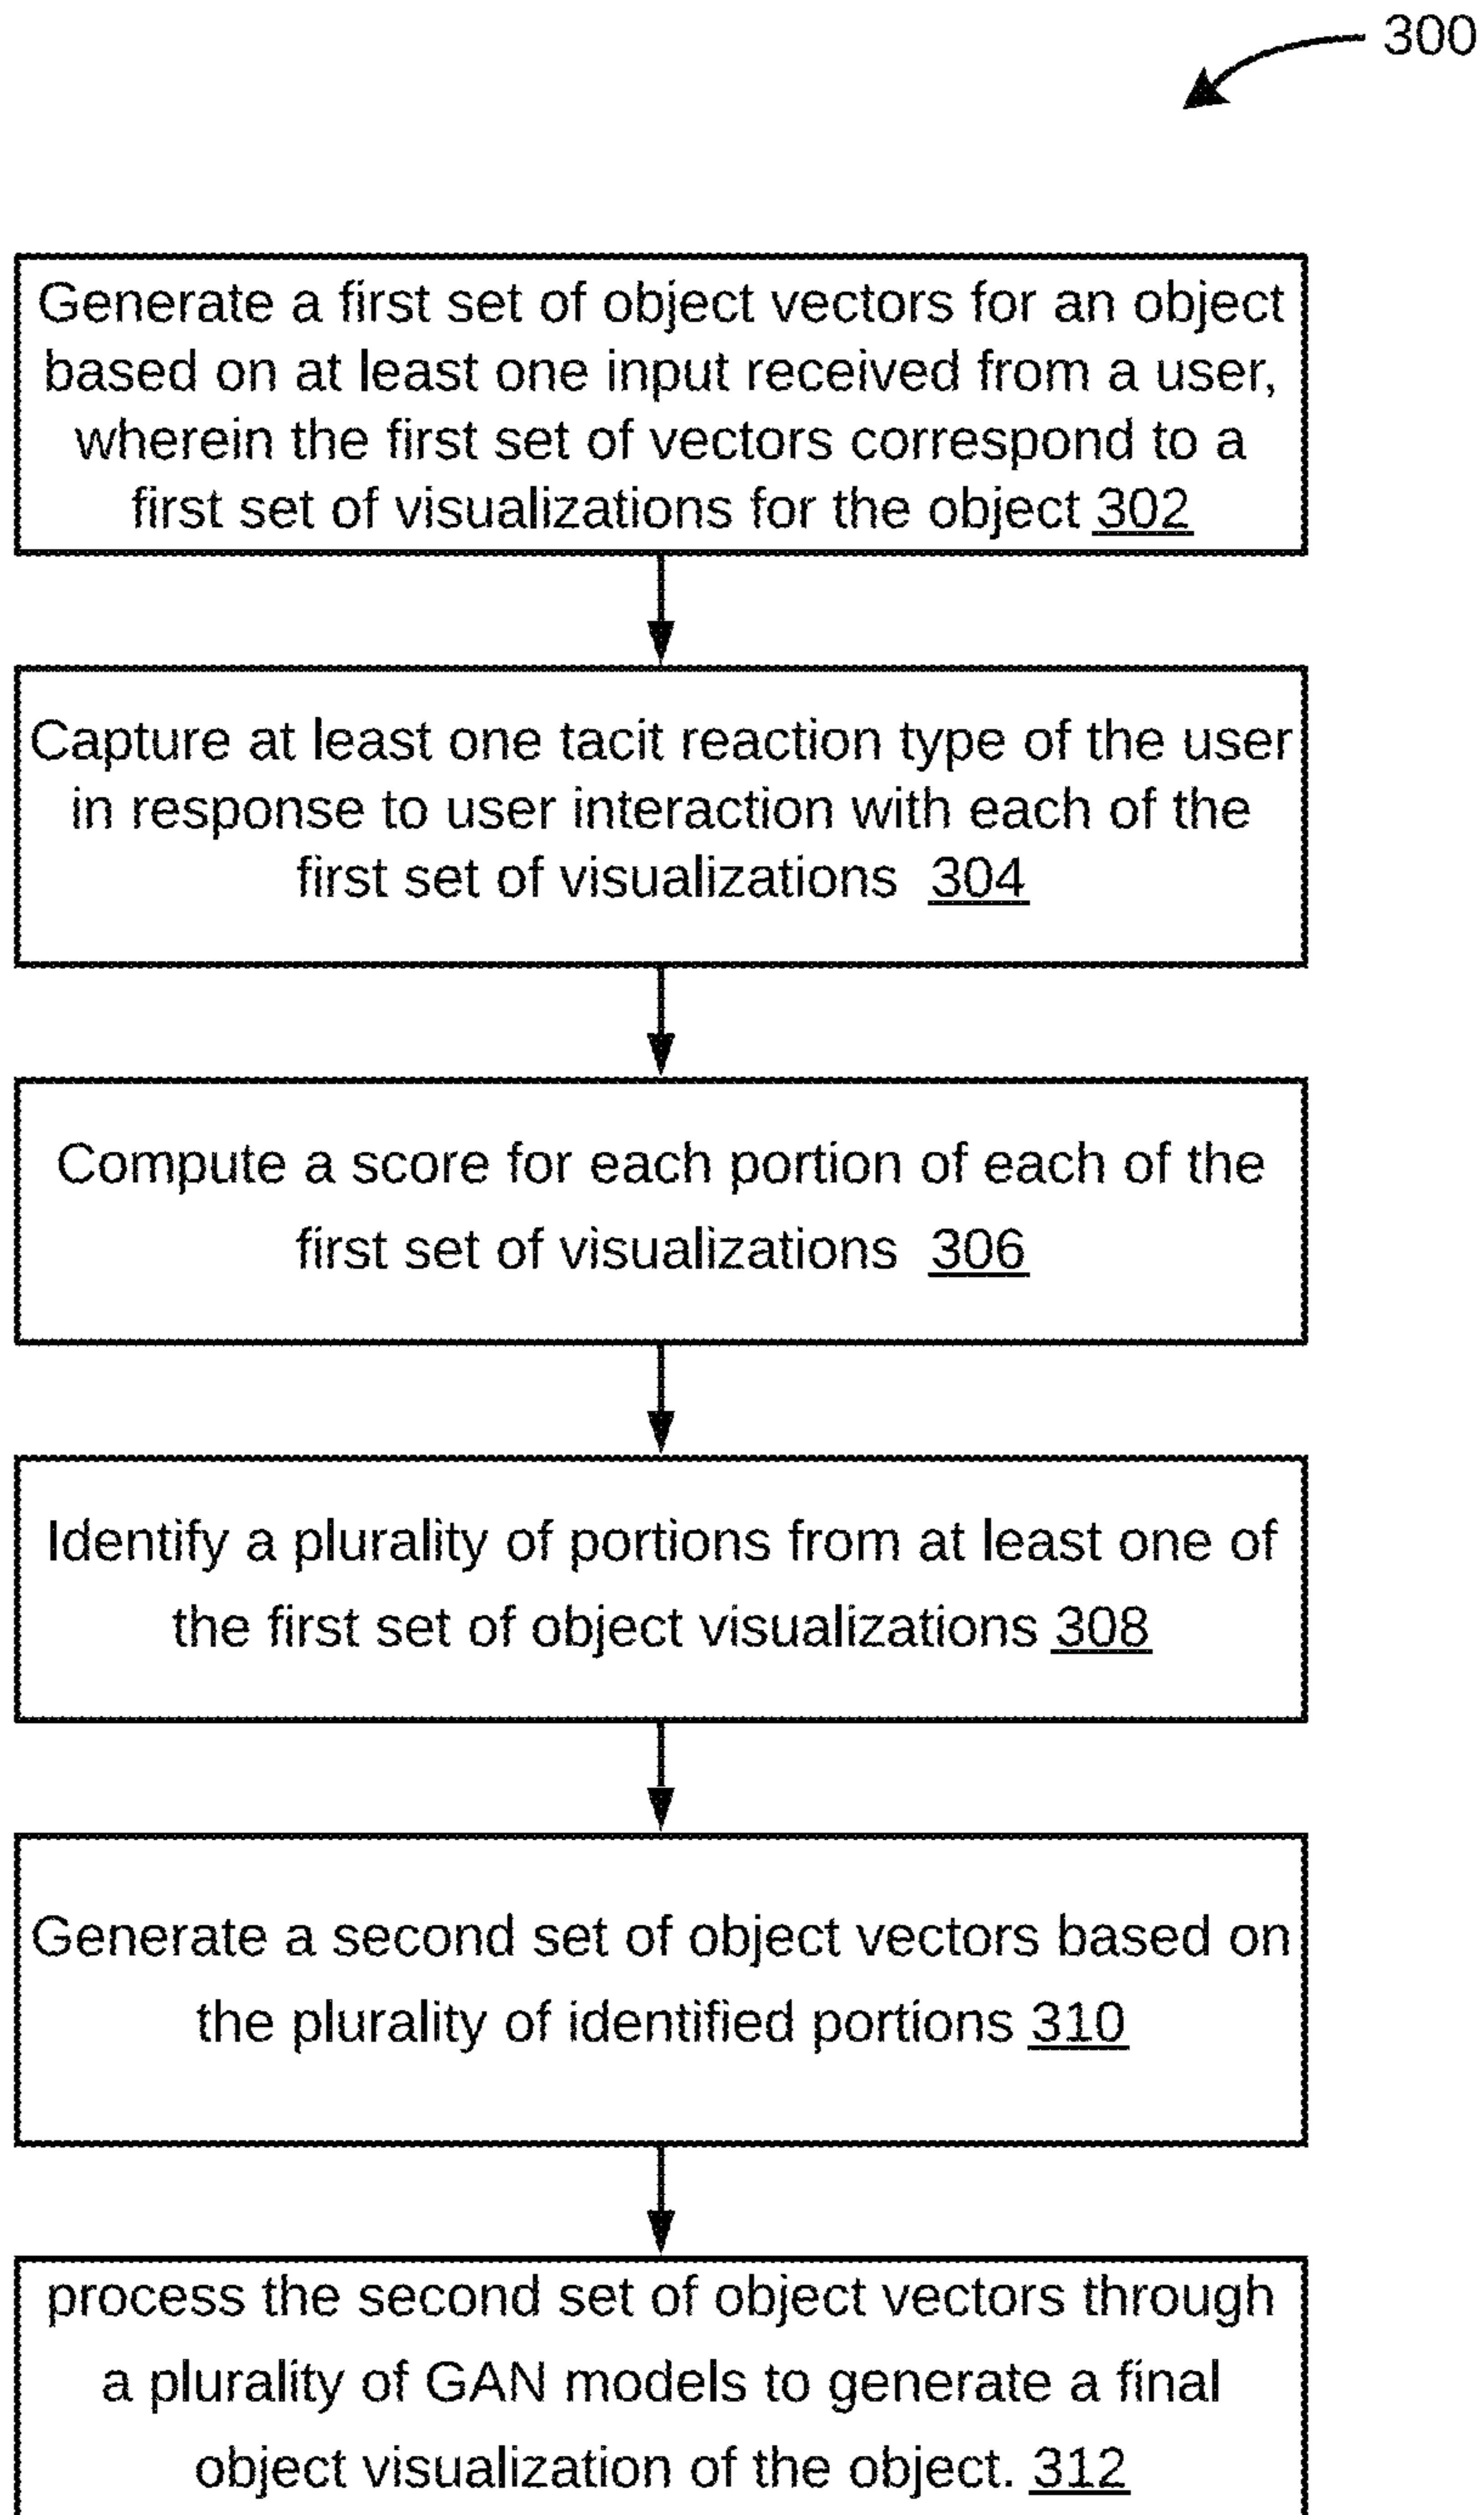 300
Generate a first set of object vectors for an object
based on at least one input received from a user,
wherein the first set of vectors correspond to a
first set of visualizations for the object 302
Capture at least one tacit reaction type of the user
in response to user interaction with each of the
first set of visualizations 304
Compute a score for each portion of each of the
first set of visualizations 306
Identify a plurality of portions from at least one of
the first set of object visualizations 308
Generate a second set of object vectors based on
the plurality of identified portions 310
process the second set of object vectors through
a plurality of GAN models to generate a final
object visualization of the object. 312